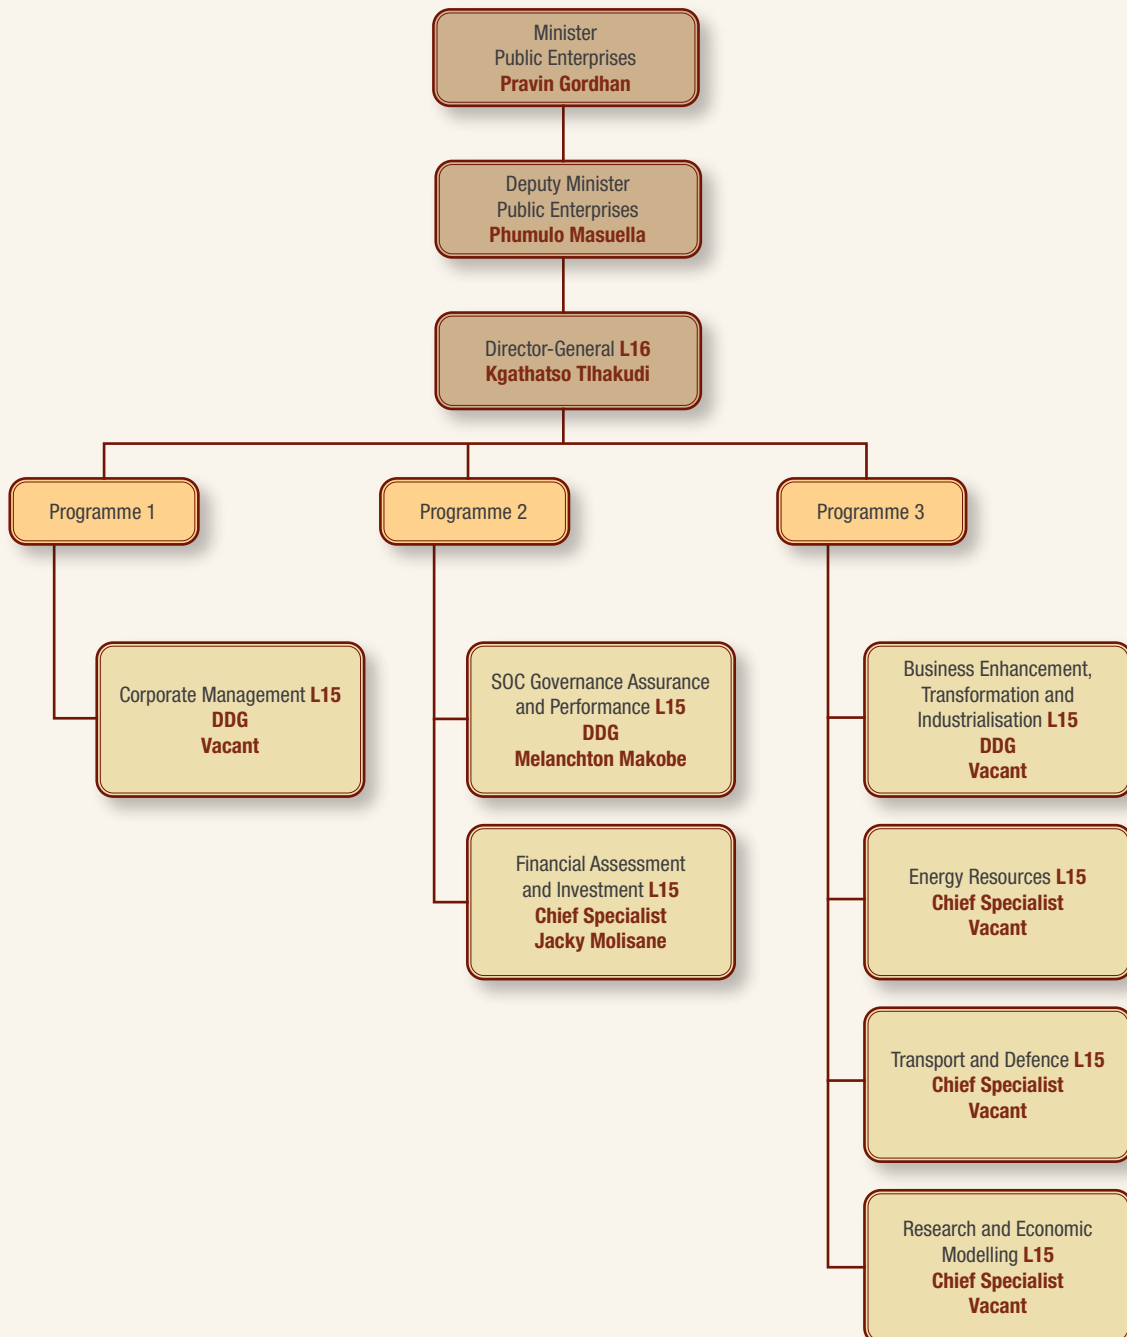 Minister
Public Enterprises
Pravin Gordhan
Deputy Minister
Public Enterprises
Phumulo Masuella
Director-General L16
Kgathatso Tlhakudi
Programme 1
Programme 2
Programme 3
Corporate Management L15
DDG
Vacant
SOC Governance Assurance
and Performance L15
DDG
Melanchton Makobe
Financial Assessment
and Investment L15
Chief Specialist
Jacky Molisane
Business Enhancement,
Transformation and
Industrialisation L15
DDG
Vacant
Energy Resources L15
Chief Specialist
Vacant
Transport and Defence L15
Chief Specialist
Vacant
Research and Economic
Modelling L15
Chief Specialist
Vacant